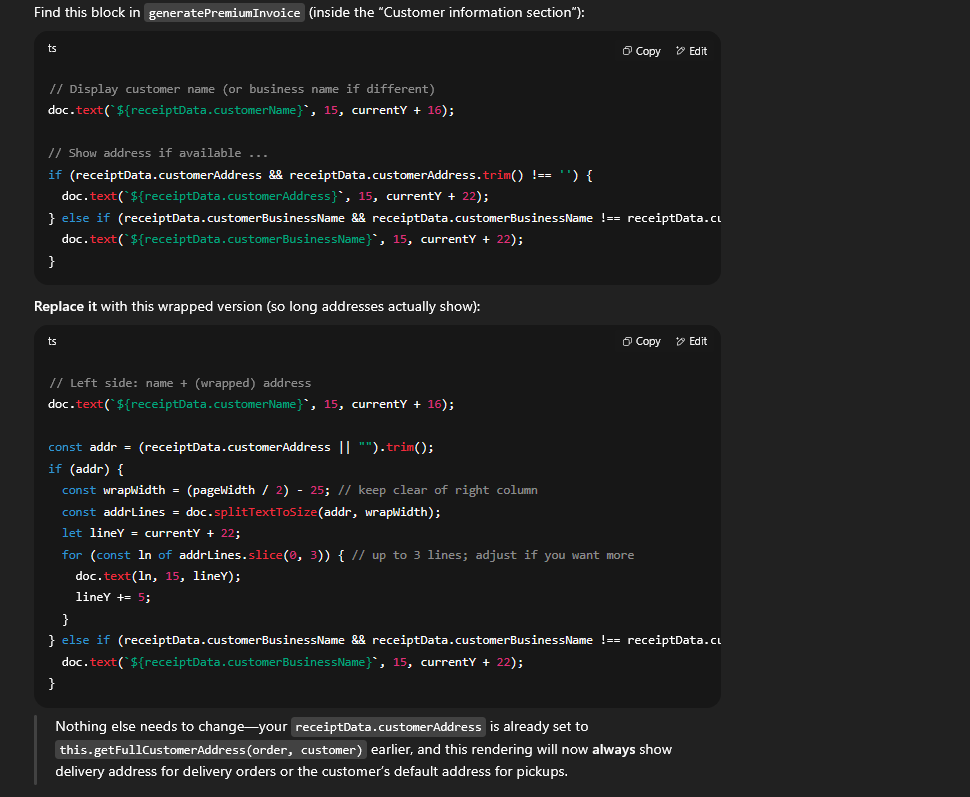 Find this block in generatePremiumInvoice (inside the “Customer information section”):
ts
Copy Edit
// Display customer name (or business name if different)
doc.text(`${receiptData.customerName}`, 15, currentY + 16);
// Show address if available ...
if (receiptData.customerAddress && receiptData.customerAddress.trim() !== '') {
  doc.text(`${receiptData.customerAddress}`, 15, currentY + 22);
} else if (receiptData.customerBusinessName && receiptData.customerBusinessName !== receiptData.cu
  doc.text(`${receiptData.customerBusinessName}`, 15, currentY + 22);
}
Replace it with this wrapped version (so long addresses actually show):
ts
Copy Edit
// Left side: name + (wrapped) address
doc.text(`${receiptData.customerName}`, 15, currentY + 16);
const addr = (receiptData.customerAddress || "").trim();
if (addr) {
  const wrapWidth = (pageWidth / 2) - 25; // keep clear of right column
  const addrLines = doc.splitTextToSize(addr, wrapWidth);
  let lineY = currentY + 22;
  for (const ln of addrLines.slice(0, 3)) { // up to 3 lines; adjust if you want more
    doc.text(ln, 15, lineY);
    lineY += 5;
  }
} else if (receiptData.customerBusinessName && receiptData.customerBusinessName !== receiptData.cu
  doc.text(`${receiptData.customerBusinessName}`, 15, currentY + 22);
}
Nothing else needs to change—your receiptData.customerAddress is already set to
this.getFullCustomerAddress(order, customer) earlier, and this rendering will now always show
delivery address for delivery orders or the customer’s default address for pickups.